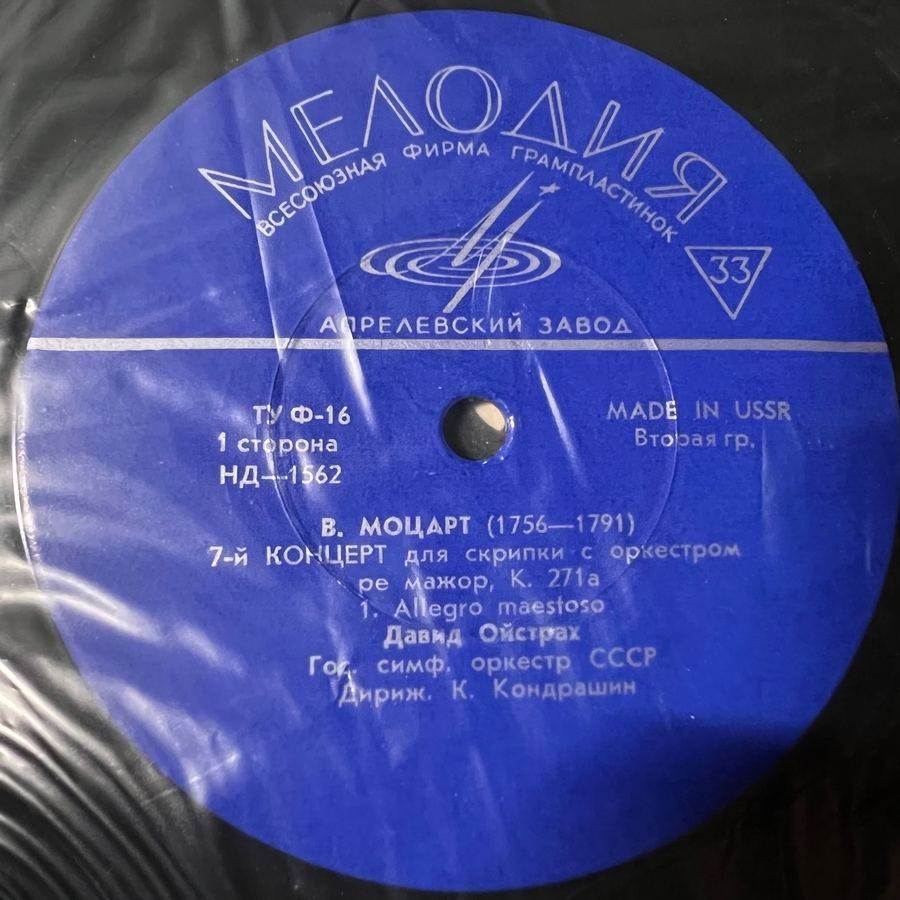 МЕЛОДИЯ
ВСЕСОЮЗНАЯ ФИРМА ГРАМПЛАСТИНОК
33
АПРЕЛЕВСКИЙ ЗАВОД
ТУ Ф-16
MADE IN USSR
1 сторона
Вторая гр.
НД—1562
В. МОЦАРТ (1756—1791)
7-й КОНЦЕРТ для скрипки с оркестром
ре мажор, К. 271а
1. Allegro maestoso
Давид Ойстрах
Гос. симф. оркестр СССР
Дириж. К. Кондрашин